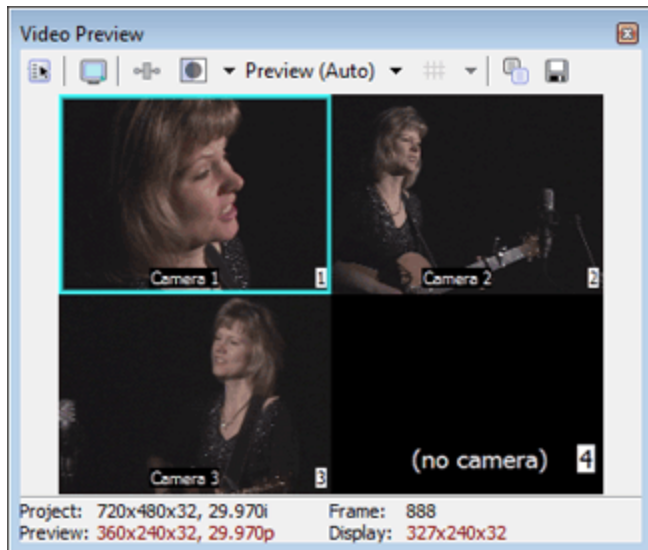 Video Preview
Preview (Auto)
Camera 1
1
Camera 2
2
Camera 3
3
(no camera)
4
Project: 720x480x32, 29.970i Frame: 888
Preview: 360x240x32, 29.970p Display: 327x240x32